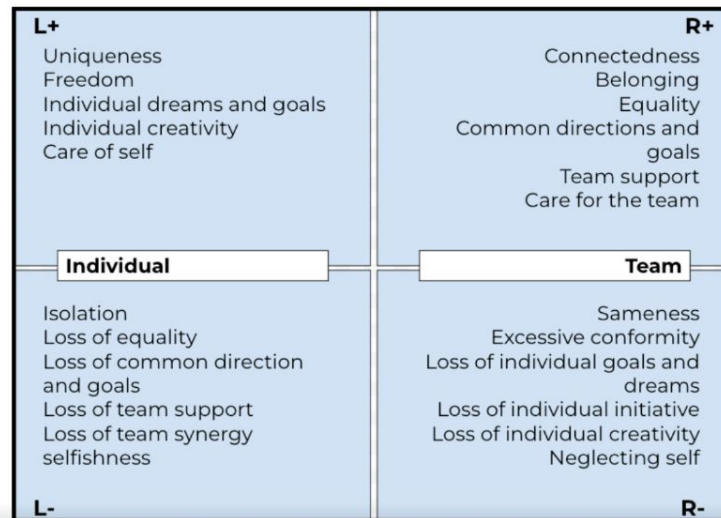 L+
Uniqueness
Freedom
Individual dreams and goals
Individual creativity
Care of self
R+
Connectedness
Belonging
Equality
Common directions and
goals
Team support
Care for the team
Individual
Team
Isolation
Loss of equality
Loss of common direction
and goals
Loss of team support
Loss of team synergy
selfishness
L-
Sameness
Excessive conformity
Loss of individual goals and
dreams
Loss of individual initiative
Loss of individual creativity
Neglecting self
R-